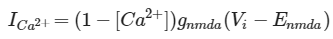 I_{Ca^{2+}} = (1 − [Ca^{2+}])g_{nmda}(V_i − E_{nmda})